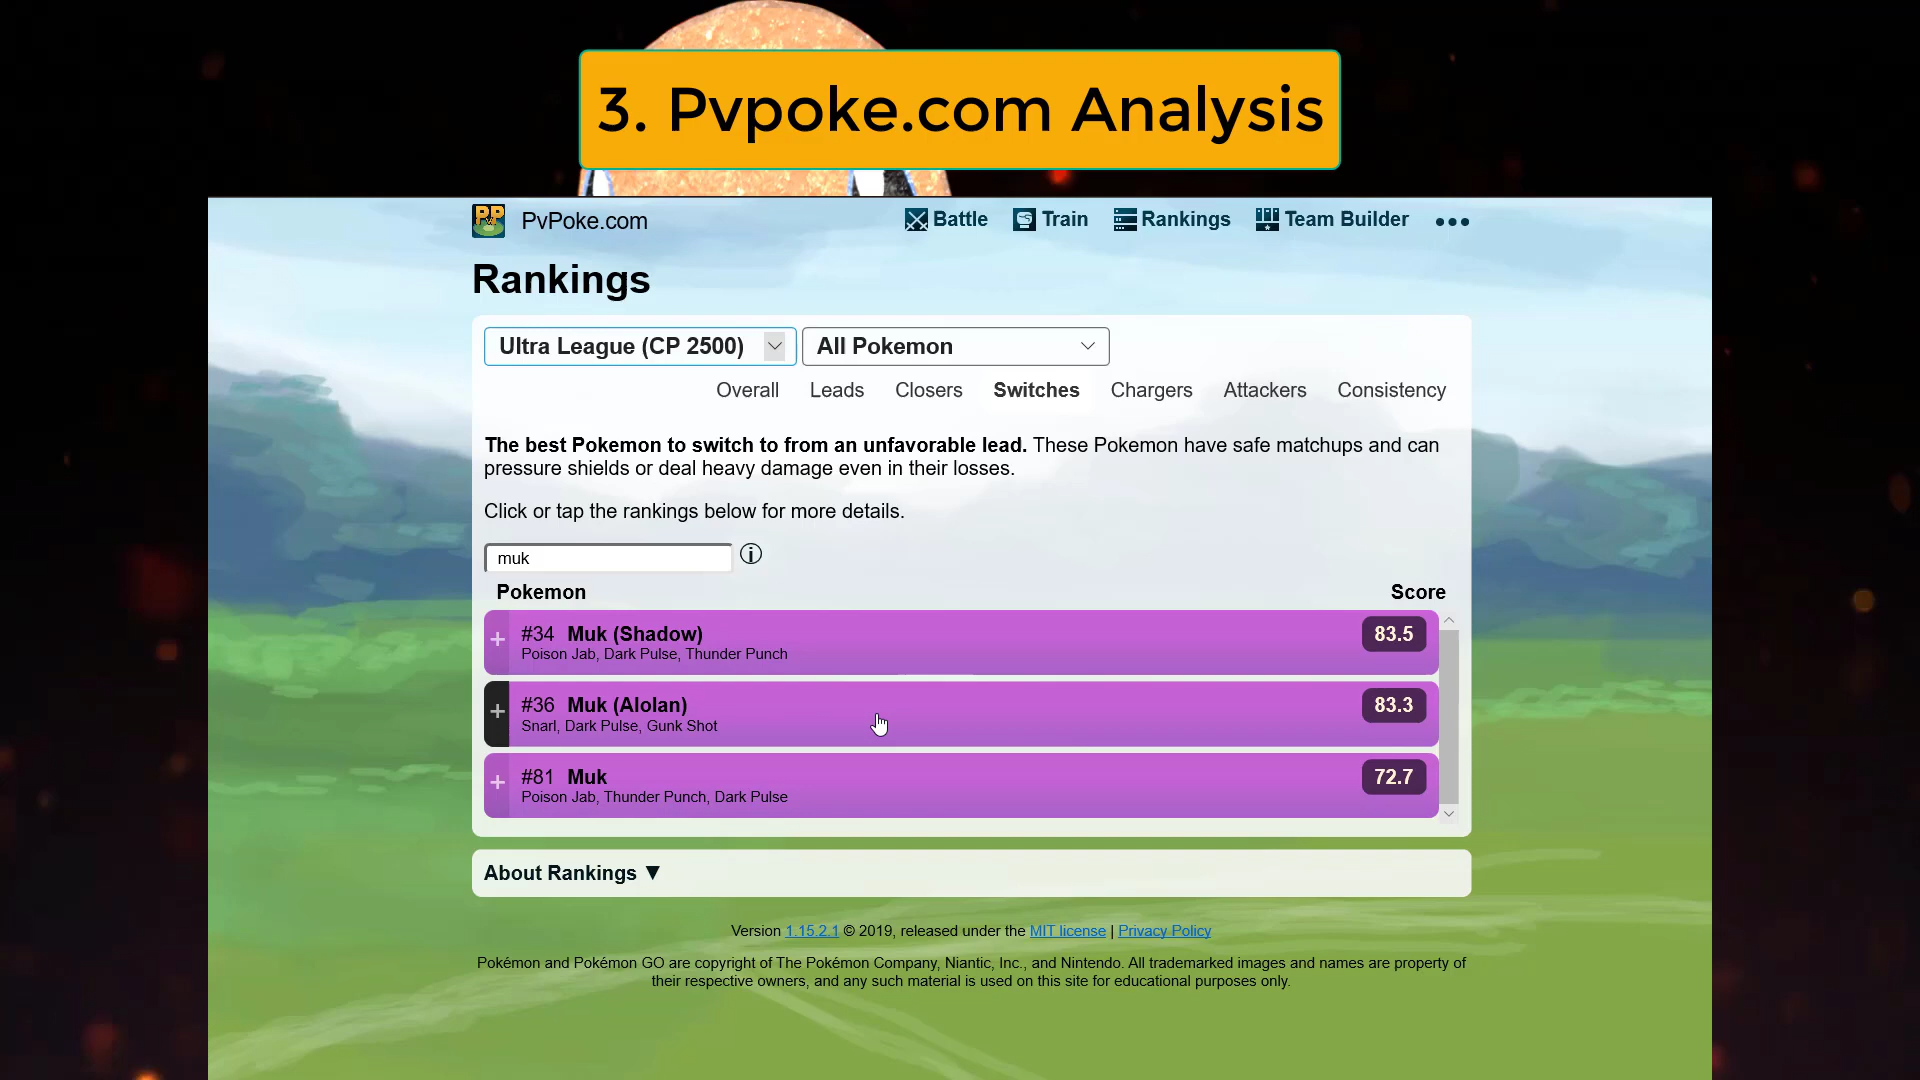 3. Pvpoke.com Analysis
PvPoke.com
Battle
Train
Rankings
Team Builder
Rankings
Ultra League (CP 2500)
All Pokemon
Overall
Leads
Closers
Switches
Chargers
Attackers
Consistency
The best Pokemon to switch to from an unfavorable lead. These Pokemon have safe matchups and can
pressure shields or deal heavy damage even in their losses.
Click or tap the rankings below for more details.
muk
Pokemon
Score
+
#34 Muk (Shadow)
83.5
Poison Jab, Dark Pulse, Thunder Punch
+
#36 Muk (Alolan)
83.3
Snarl, Dark Pulse, Gunk Shot
+
#81 Muk
72.7
Poison Jab, Thunder Punch, Dark Pulse
About Rankings ▼
Version 1.15.2.1 © 2019, released under the MIT license | Privacy Policy
Pokémon and Pokémon GO are copyright of The Pokémon Company, Niantic, Inc., and Nintendo. All trademarked images and names are property of
their respective owners, and any such material is used on this site for educational purposes only.